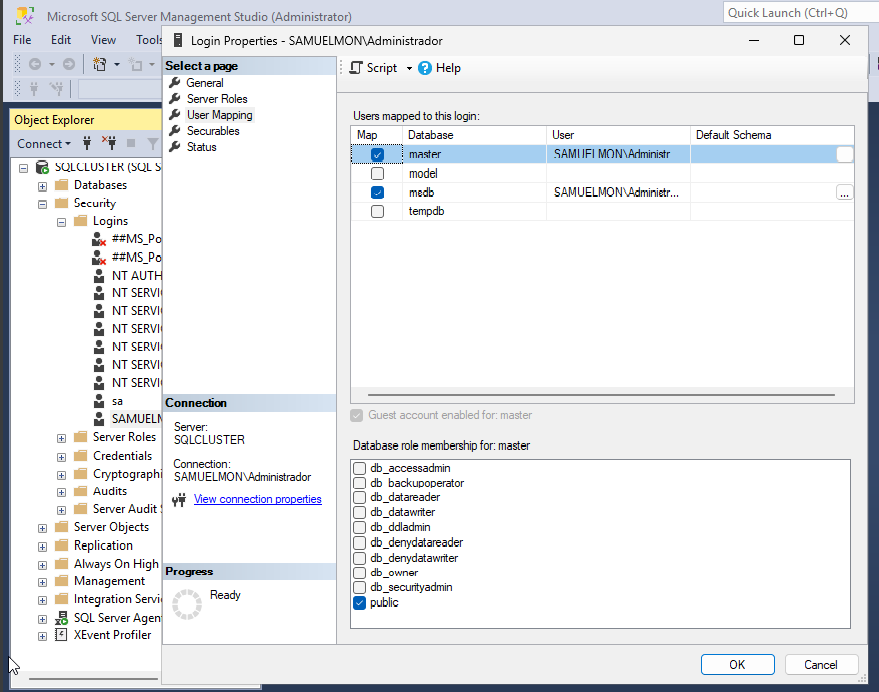 Microsoft SQL Server Management Studio (Administrator)
Quick Launch (Ctrl+Q)
File Edit View Tools
Login Properties - SAMUELMON\Administrador
Select a page
General
Server Roles
User Mapping
Securables
Status
Script Help
Object Explorer
Connect
SQLCLUSTER (SQL S
Databases
Security
Logins
##MS_Po
##MS_Po
NT AUTH
NT SERVI
NT SERVI
NT SERVI
NT SERVI
NT SERVI
NT SERVI
sa
SAMUELM
Server Roles
Credentials
Cryptographi
Audits
Server Audit S
Server Objects
Replication
Always On High
Management
Integration Servi
SQL Server Agen
XEvent Profiler
Connection
Server:
SQLCLUSTER
Connection:
SAMUELMON\Administrador
View connection properties
Progress
Ready
Users mapped to this login:
Map Database User Default Schema
master SAMUELMON\Administr
model
msdb SAMUELMON\Administr... ...
tempdb
Guest account enabled for: master
Database role membership for: master
db_accessadmin
db_backupoperator
db_datareader
db_datawriter
db_ddladmin
db_denydatareader
db_denydatawriter
db_owner
db_securityadmin
public
OK Cancel